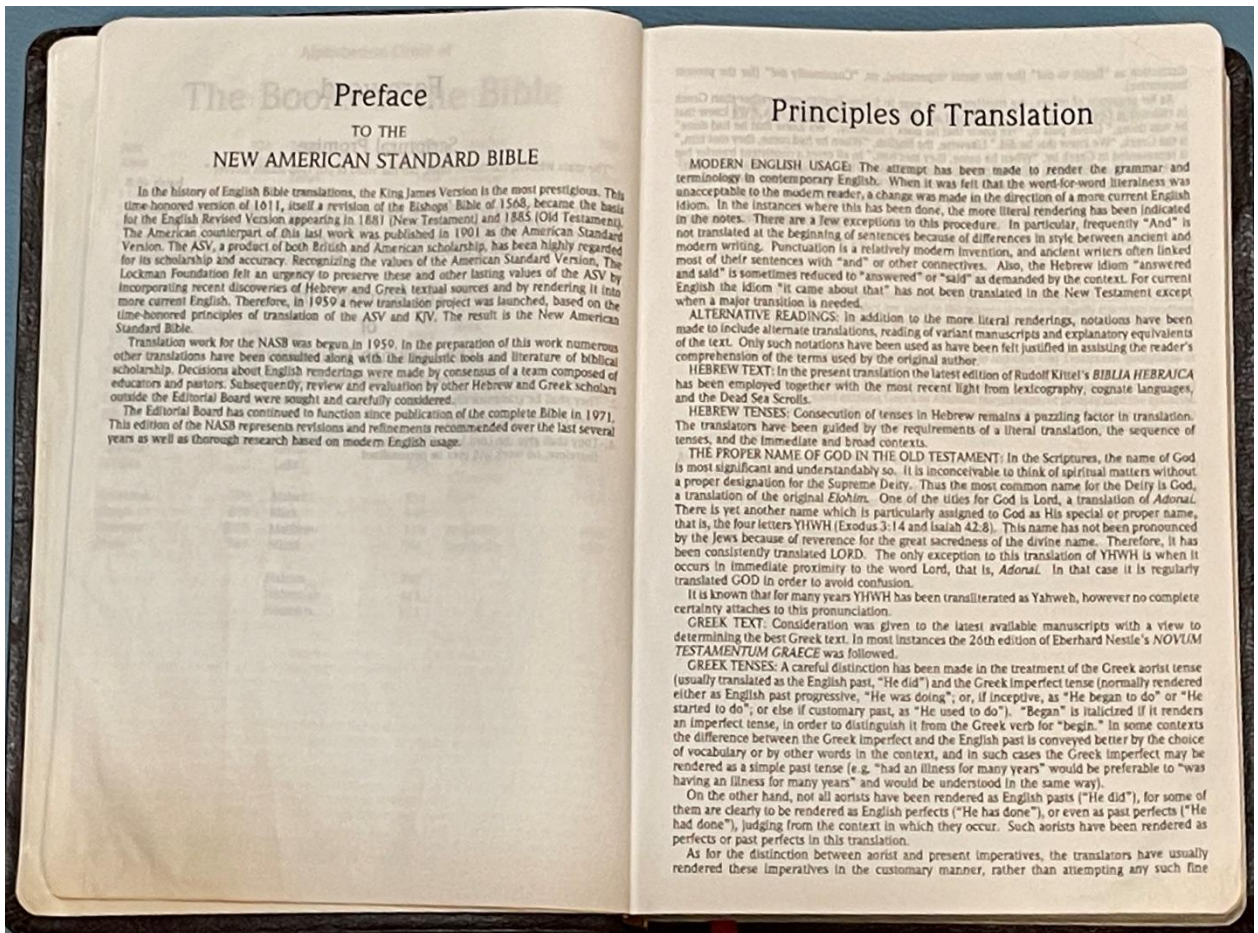 Preface
TO THE
NEW AMERICAN STANDARD BIBLE
In the history of English Bible translations, the King James Version is the most prestigious. This
time-honored version of 1611, itself a revision of the Bishops' Bible of 1568, became the basis
for the English Revised Version appearing in 1881 (New Testament) and 1885 (Old Testament).
The American counterpart of this last work was published in 1901 as the American Standard
Version. The ASV, a product of both British and American scholarship, has been highly regarded
for its scholarship and accuracy. Recognizing the values of the American Standard Version, The
Lockman Foundation felt an urgency to preserve these and other lasting values of the ASV by
incorporating recent discoveries of Hebrew and Greek textual sources and by rendering it into
more current English. Therefore, in 1959 a new translation project was launched, based on the
time-honored principles of translation of the ASV and KJV. The result is the New American
Standard Bible.
Translation work for the NASB was begun in 1959. In the preparation of this work numerous
other translations have been consulted along with the linguistic tools and literature of biblical
scholarship. Decisions about English renderings were made by consensus of a team composed of
educators and pastors. Subsequently, review and evaluation by other Hebrew and Greek scholars
outside the Editorial Board were sought and carefully considered.
The Editorial Board has continued to function since publication of the complete Bible in 1971.
This edition of the NASB represents revisions and refinements recommended over the last several
years as well as thorough research based on modern English usage.
Principles of Translation
MODERN ENGLISH USAGE: The attempt has been made to render the grammar and
terminology in contemporary English. When it was felt that the word-for-word literalness was
unacceptable to the modern reader, a change was made in the direction of a more current English
idiom. In the instances where this has been done, the more literal rendering has been indicated
in the notes. There are a few exceptions to this procedure. In particular, frequently "And" is
not translated at the beginning of sentences because of differences in style between ancient and
modern writing. Punctuation is a relatively modern invention, and ancient writers often linked
most of their sentences with "and" or other connectives. Also, the Hebrew idiom "answered
and said" is sometimes reduced to "answered" or "said" as demanded by the context. For current
English the idiom "it came about that" has not been translated in the New Testament except
when a major transition is needed.
ALTERNATIVE READINGS: In addition to the more literal renderings, notations have been
made to include alternate translations, reading of variant manuscripts and explanatory equivalents
of the text. Only such notations have been used as have been felt justified in assisting the reader's
comprehension of the terms used by the original author.
HEBREW TEXT: In the present translation the latest edition of Rudolf Kittel's BIBLIA HEBRAICA
has been employed together with the most recent light from lexicography, cognate languages,
and the Dead Sea Scrolls.
HEBREW TENSES: Consecution of tenses in Hebrew remains a puzzling factor in translation.
The translators have been guided by the requirements of a literal translation, the sequence of
tenses, and the immediate and broad contexts.
THE PROPER NAME OF GOD IN THE OLD TESTAMENT: In the Scriptures, the name of God
is most significant and understandably so. It is inconceivable to think of spiritual matters without
a proper designation for the Supreme Deity. Thus the most common name for the Deity is God,
a translation of the original Elohim. One of the titles for God is Lord, a translation of Adonai.
There is yet another name which is particularly assigned to God as His special or proper name,
that is, the four letters YHWH (Exodus 3:14 and Isaiah 42:8). This name has not been pronounced
by the Jews because of reverence for the great sacredness of the divine name. Therefore, it has
been consistently translated LORD. The only exception to this translation of YHWH is when it
occurs in immediate proximity to the word Lord, that is, Adonai. In that case it is regularly
translated GOD in order to avoid confusion.
It is known that for many years YHWH has been transliterated as Yahweh, however no complete
certainty attaches to this pronunciation.
GREEK TEXT: Consideration was given to the latest available manuscripts with a view to
determining the best Greek text. In most instances the 26th edition of Eberhard Nestle's NOVUM
TESTAMENTUM GRAECE was followed.
GREEK TENSES: A careful distinction has been made in the treatment of the Greek aorist tense
(usually translated as the English past, "He did") and the Greek imperfect tense (normally rendered
either as English past progressive, "He was doing"; or, if inceptive, as "He began to do" or "He
started to do"; or else if customary past, as "He used to do"). "Began" is italicized if it renders
an imperfect tense, in order to distinguish it from the Greek verb for "begin." In some contexts
the difference between the Greek imperfect and the English past is conveyed better by the choice
of vocabulary or by other words in the context, and in such cases the Greek imperfect may be
rendered as a simple past tense (e.g. "had an illness for many years" would be preferable to "was
having an illness for many years" and would be understood in the same way).
On the other hand, not all aorists have been rendered as English pasts ("He did"), for some of
them are clearly to be rendered as English perfects ("He has done"), or even as past perfects ("He
had done"), judging from the context in which they occur. Such aorists have been rendered as
perfects or past perfects in this translation.
As for the distinction between aorist and present imperatives, the translators have usually
rendered these imperatives in the customary manner, rather than attempting any such fine